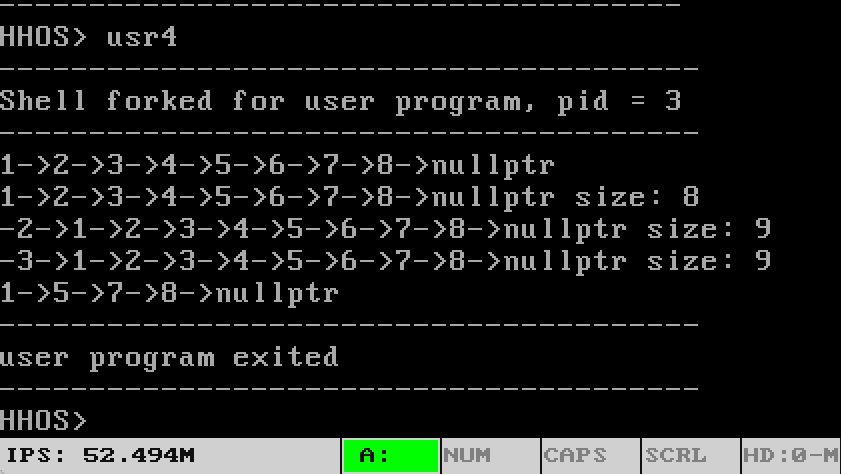 ----------------------------------------
HHOS> usr4
---------------------------------------
Shell forked for user program, pid = 3
---------------------------------------
1->2->3->4->5->6->7->8->nullptr
1->2->3->4->5->6->7->8->nullptr size: 8
-2->1->2->3->4->5->6->7->8->nullptr size: 9
-3->1->2->3->4->5->6->7->8->nullptr size: 9
1->5->7->8->nullptr
---------------------------------------
user program exited
---------------------------------------
HHOS>
IPS: 52.494M A: NUM CAPS SCRL HD:0-M